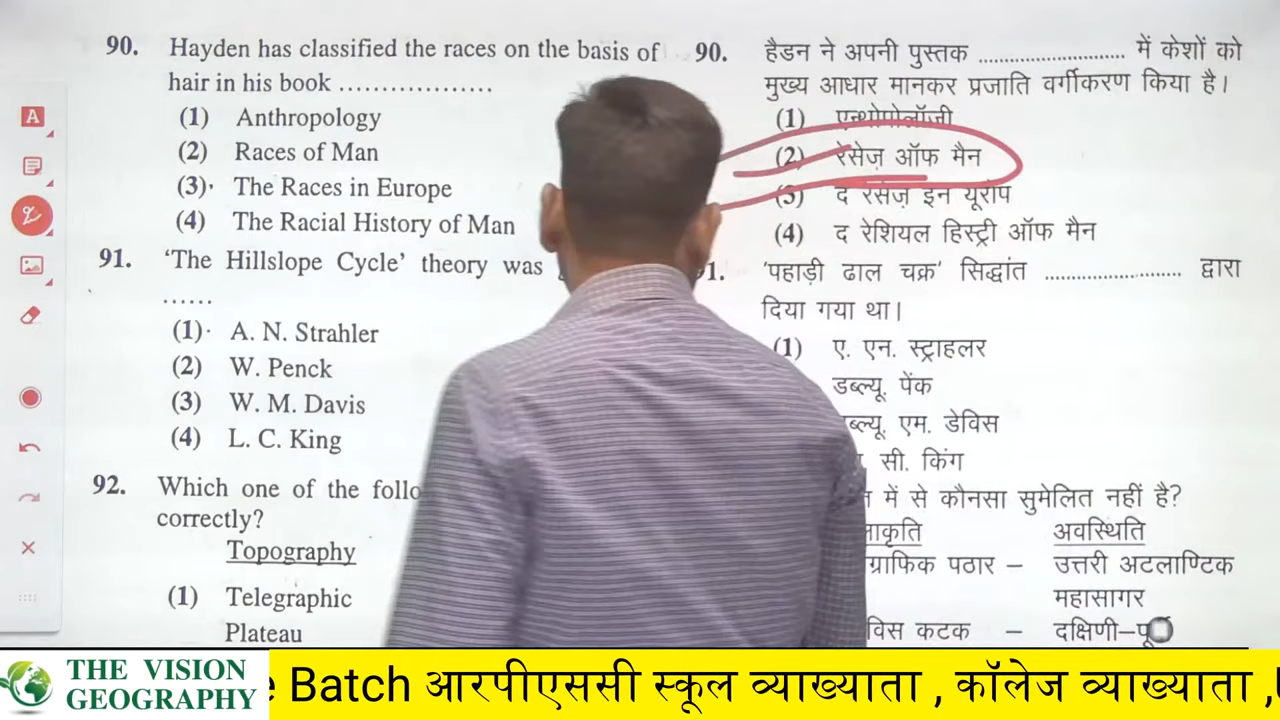 90. Hayden has classified the races on the basis of
hair in his book ..................
(1) Anthropology
(2) Races of Man
(3) The Races in Europe
(4) The Racial History of Man
91. ‘The Hillslope Cycle’ theory was
......
(1) A. N. Strahler
(2) W. Penck
(3) W. M. Davis
(4) L. C. King
92. Which one of the
correctly?
Topography
(1) Telegraphic
Plateau
90. हैडन ने अपनी पुस्तक ........................... में केशों को
मुख्य आधार मानकर प्रजाति वर्गीकरण किया है।
(1) एन्थ्रोपोलॉजी
(2) रेसेज़ ऑफ मैन
(3) द रेसेज़ इन यूरोप
(4) द रेशियल हिस्ट्री ऑफ मैन
'पहाड़ी ढाल चक्र' सिद्धांत ......................... द्वारा
दिया गया था।
(1) ए. एन. स्ट्राहलर
डब्ल्यू. पेंक
एम. डेविस
सी. किंग
में से कौनसा सुमेलित नहीं है?
अवस्थिति
पठार – उत्तरी अटलाण्टिक
महासागर
कटक –
A
THE VISION
GEOGRAPHY
Batch आरपीएससी स्कूल व्याख्याता , कॉलेज व्याख्याता ,